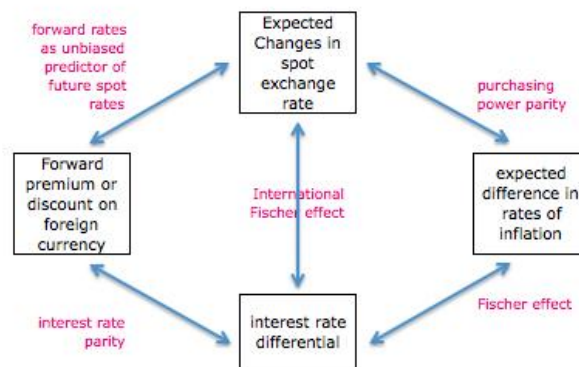 forward rates
as unbiased
predictor of
future spot
rates
Expected
Changes in
spot
exchange
rate
purchasing
power parity
Forward
premium or
discount on
foreign
currency
International
Fischer effect
expected
difference in
rates of
inflation
interest rate
parity
interest rate
differential
Fischer effect